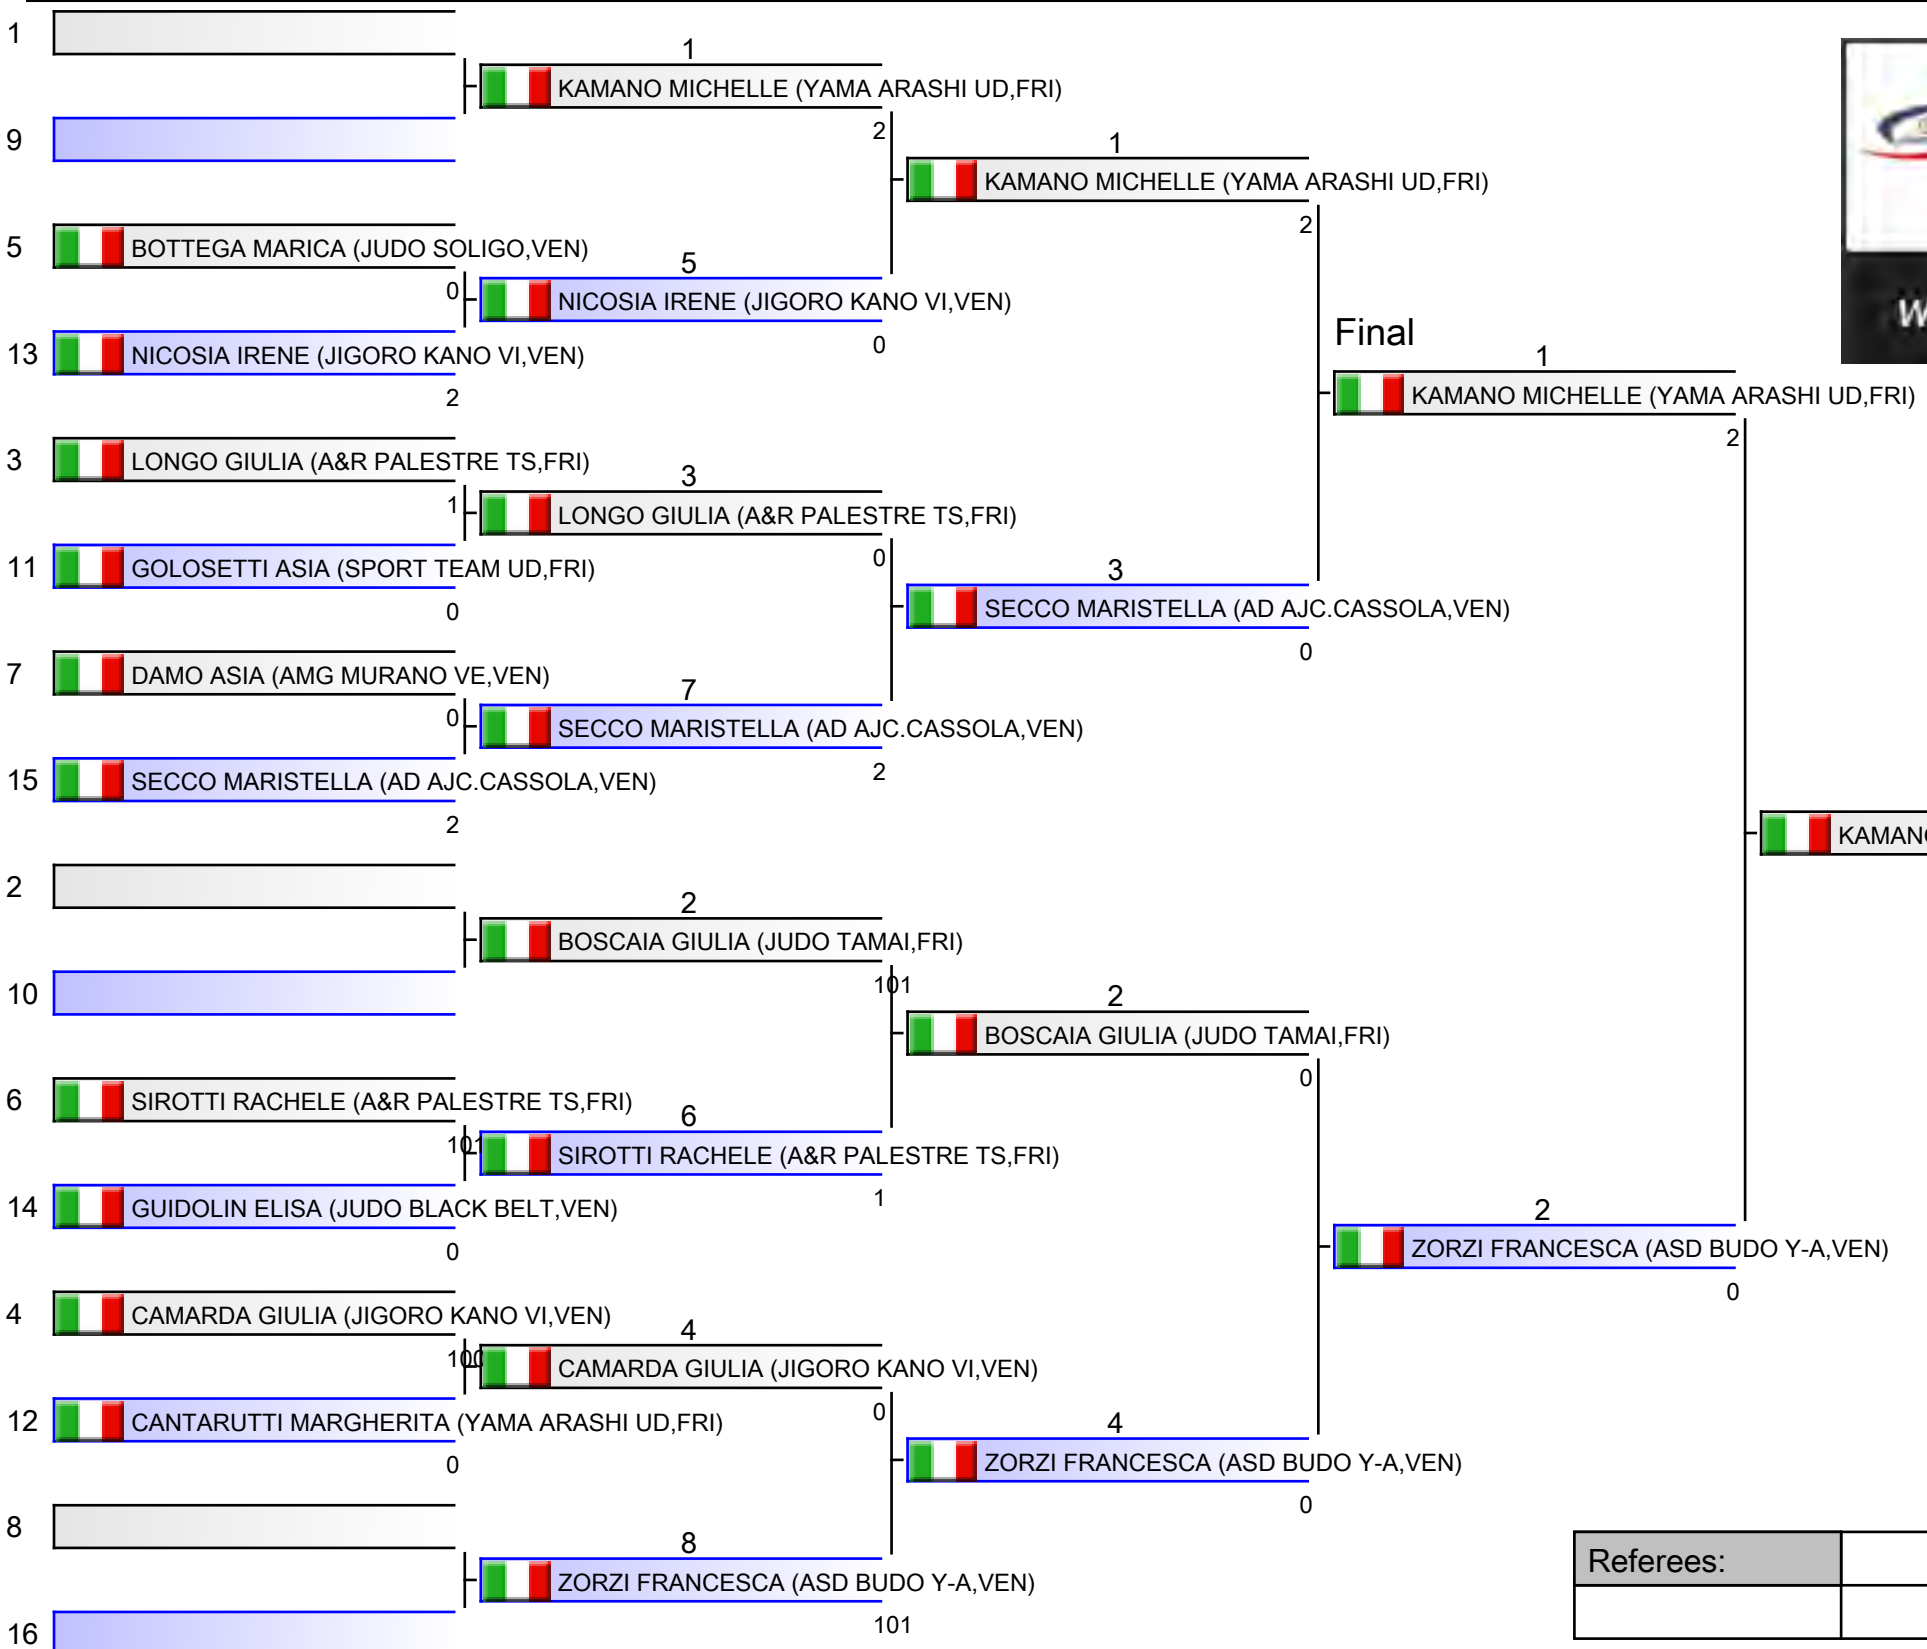 1
1
KAMANO MICHELLE (YAMA ARASHI UD,FRI)
2
9
1
KAMANO MICHELLE (YAMA ARASHI UD,FRI)
2
5
BOTTEGA MARICA (JUDO SOLIGO,VEN)
0
5
NICOSIA IRENE (JIGORO KANO VI,VEN)
0
13
NICOSIA IRENE (JIGORO KANO VI,VEN)
2
Final
1
KAMANO MICHELLE (YAMA ARASHI UD,FRI)
2
3
LONGO GIULIA (A&R PALESTRE TS,FRI)
1
3
LONGO GIULIA (A&R PALESTRE TS,FRI)
0
11
GOLOSETTI ASIA (SPORT TEAM UD,FRI)
0
3
SECCO MARISTELLA (AD AJC.CASSOLA,VEN)
0
7
DAMO ASIA (AMG MURANO VE,VEN)
0
7
SECCO MARISTELLA (AD AJC.CASSOLA,VEN)
2
15
SECCO MARISTELLA (AD AJC.CASSOLA,VEN)
2
KAMAN
2
2
BOSCAIA GIULIA (JUDO TAMAI,FRI)
101
10
2
BOSCAIA GIULIA (JUDO TAMAI,FRI)
0
6
SIROTTI RACHELE (A&R PALESTRE TS,FRI)
101
6
SIROTTI RACHELE (A&R PALESTRE TS,FRI)
1
14
GUIDOLIN ELISA (JUDO BLACK BELT,VEN)
0
2
ZORZI FRANCESCA (ASD BUDO Y-A,VEN)
0
4
CAMARDA GIULIA (JIGORO KANO VI,VEN)
100
4
CAMARDA GIULIA (JIGORO KANO VI,VEN)
0
12
CANTARUTTI MARGHERITA (YAMA ARASHI UD,FRI)
0
4
ZORZI FRANCESCA (ASD BUDO Y-A,VEN)
0
8
8
ZORZI FRANCESCA (ASD BUDO Y-A,VEN)
101
16
Referees: